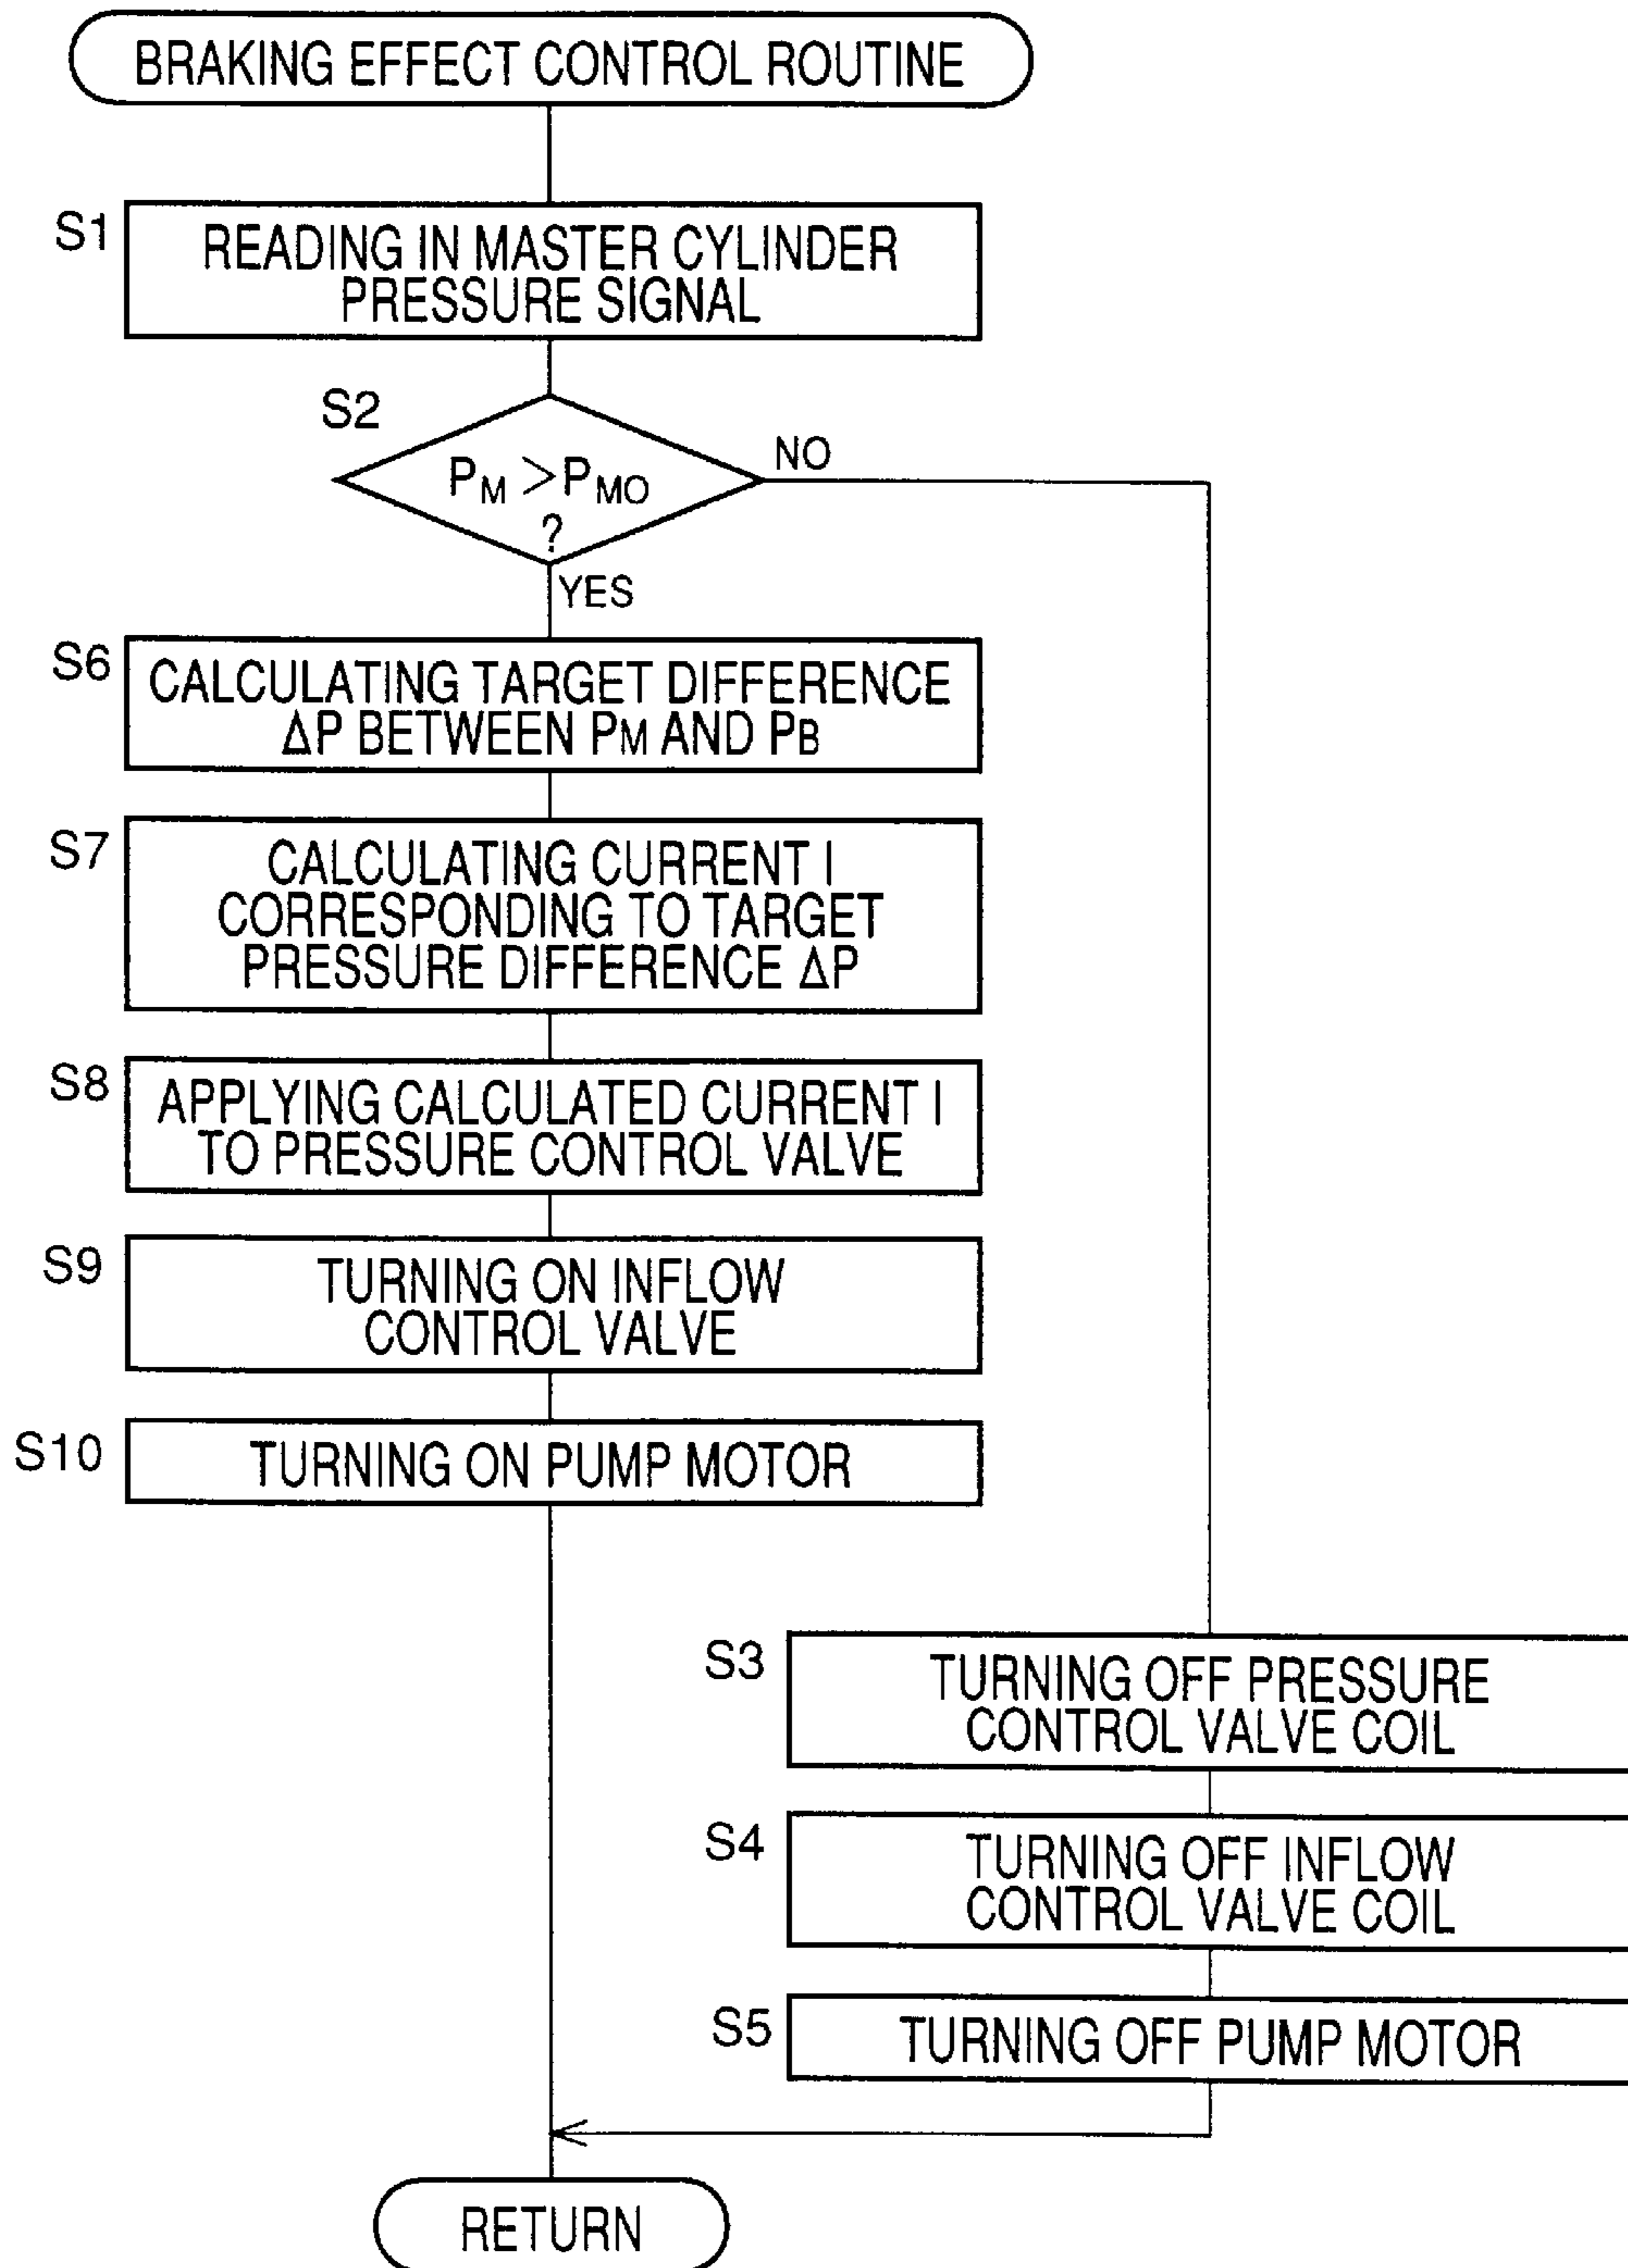 BRAKING EFFECT CONTROL ROUTINE
S1
READING IN MASTER CYLINDER
PRESSURE SIGNAL
S2
PM >PMO
?
NO
YES
S6
CALCULATING TARGET DIFFERENCE
ΔP BETWEEN PM AND PB
S7
CALCULATING CURRENT I
CORRESPONDING TO TARGET
PRESSURE DIFFERENCE ΔP
S8
APPLYING CALCULATED CURRENT I
TO PRESSURE CONTROL VALVE
S9
TURNING ON INFLOW
CONTROL VALVE
S10
TURNING ON PUMP MOTOR
S3
TURNING OFF PRESSURE
CONTROL VALVE COIL
S4
TURNING OFF INFLOW
CONTROL VALVE COIL
S5
TURNING OFF PUMP MOTOR
RETURN